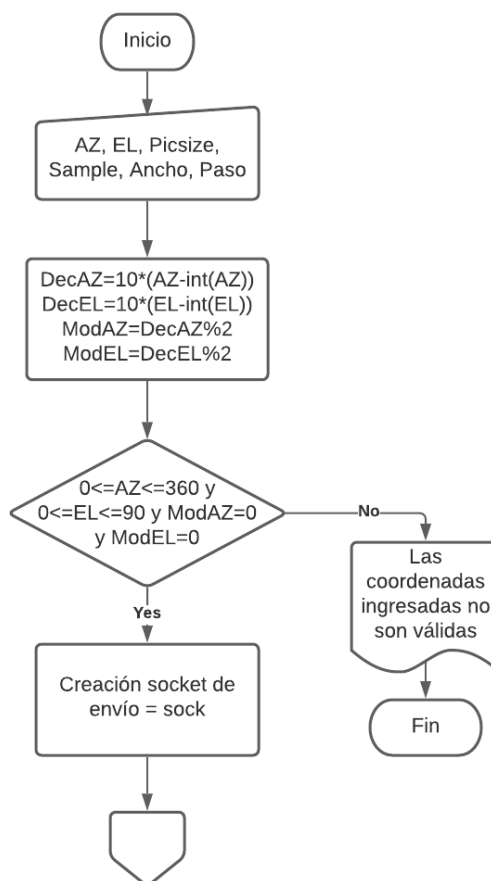 Inicio
AZ, EL, Picsize,
Sample, Ancho, Paso
DecAZ=10*(AZ-int(AZ))
DecEL=10*(EL-int(EL))
ModAZ=DecAZ%2
ModEL=DecEL%2
0<=AZ<=360 y
0<=EL<=90 y ModAZ=0
y ModEL=0
No
Las
coordenadas
ingresadas no
son válidas
Yes
Creación socket de
envío = sock
Fin